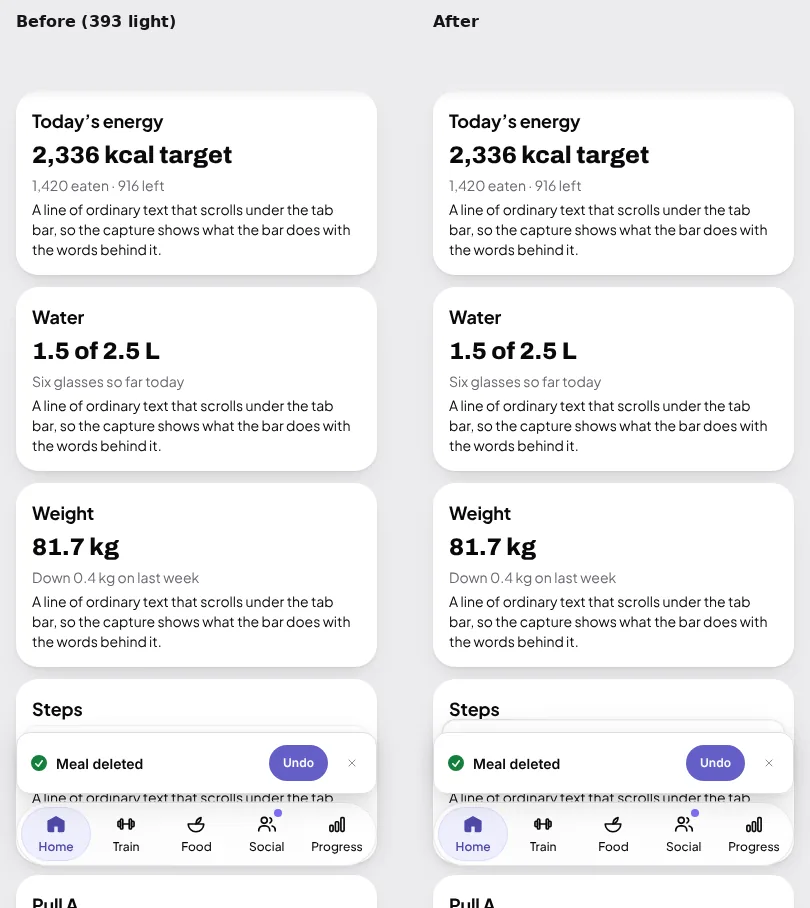 Before (393 light)
Today’s energy
2,336 kcal target
1,420 eaten · 916 left
A line of ordinary text that scrolls under the tab
bar, so the capture shows what the bar does with
the words behind it.
Water
1.5 of 2.5 L
Six glasses so far today
A line of ordinary text that scrolls under the tab
bar, so the capture shows what the bar does with
the words behind it.
Weight
81.7 kg
Down 0.4 kg on last week
A line of ordinary text that scrolls under the tab
bar, so the capture shows what the bar does with
the words behind it.
Steps
Meal deleted
Undo
A line of ordinary text that scrolls under the tab
Home Train Food Social Progress
Pull A
After
Today’s energy
2,336 kcal target
1,420 eaten · 916 left
A line of ordinary text that scrolls under the tab
bar, so the capture shows what the bar does with
the words behind it.
Water
1.5 of 2.5 L
Six glasses so far today
A line of ordinary text that scrolls under the tab
bar, so the capture shows what the bar does with
the words behind it.
Weight
81.7 kg
Down 0.4 kg on last week
A line of ordinary text that scrolls under the tab
bar, so the capture shows what the bar does with
the words behind it.
Steps
Meal deleted
Undo
A line of ordinary text that scrolls under the tab
Home Train Food Social Progress
Pull A